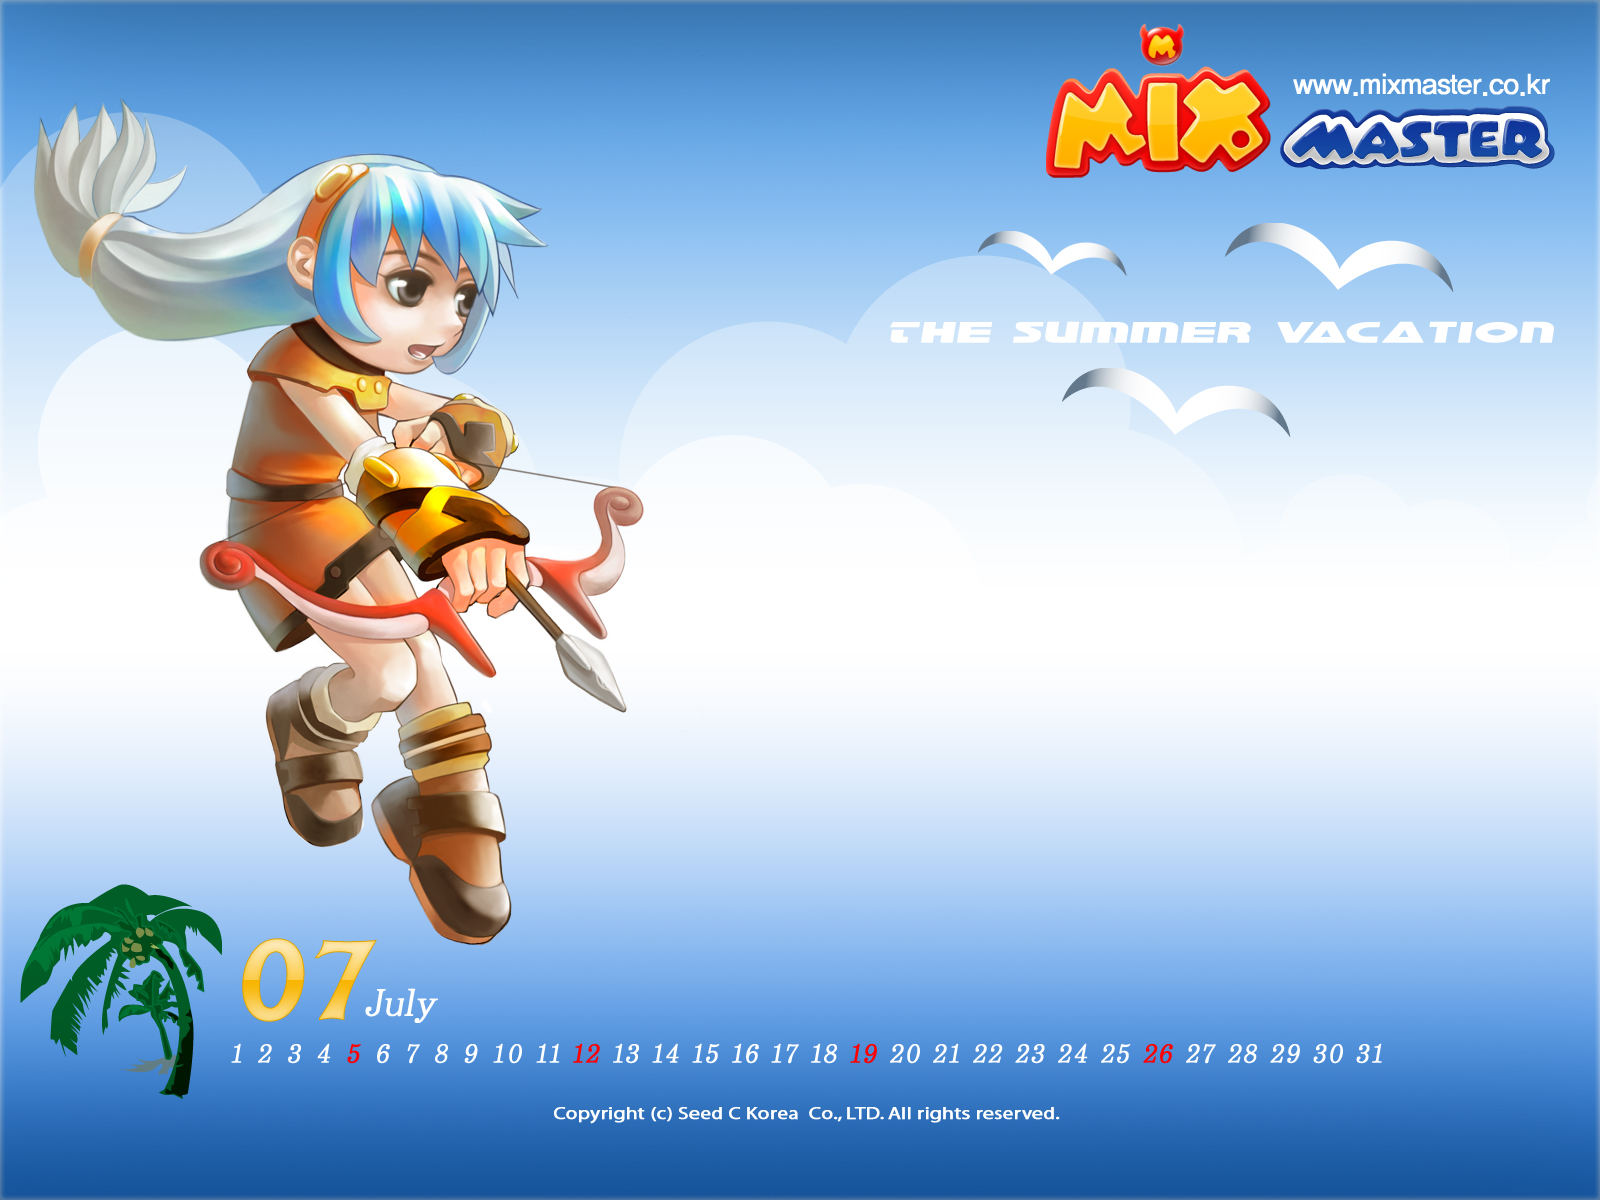 M
MIX
www.mixmaster.co.kr
MASTER
THE SUMMER VACATION
07 July
1 2 3 4 5 6 7 8 9 10 11 12 13 14 15 16 17 18 19 20 21 22 23 24 25 26 27 28 29 30 31
Copyright (c) Seed C Korea Co., LTD. All rights reserved.